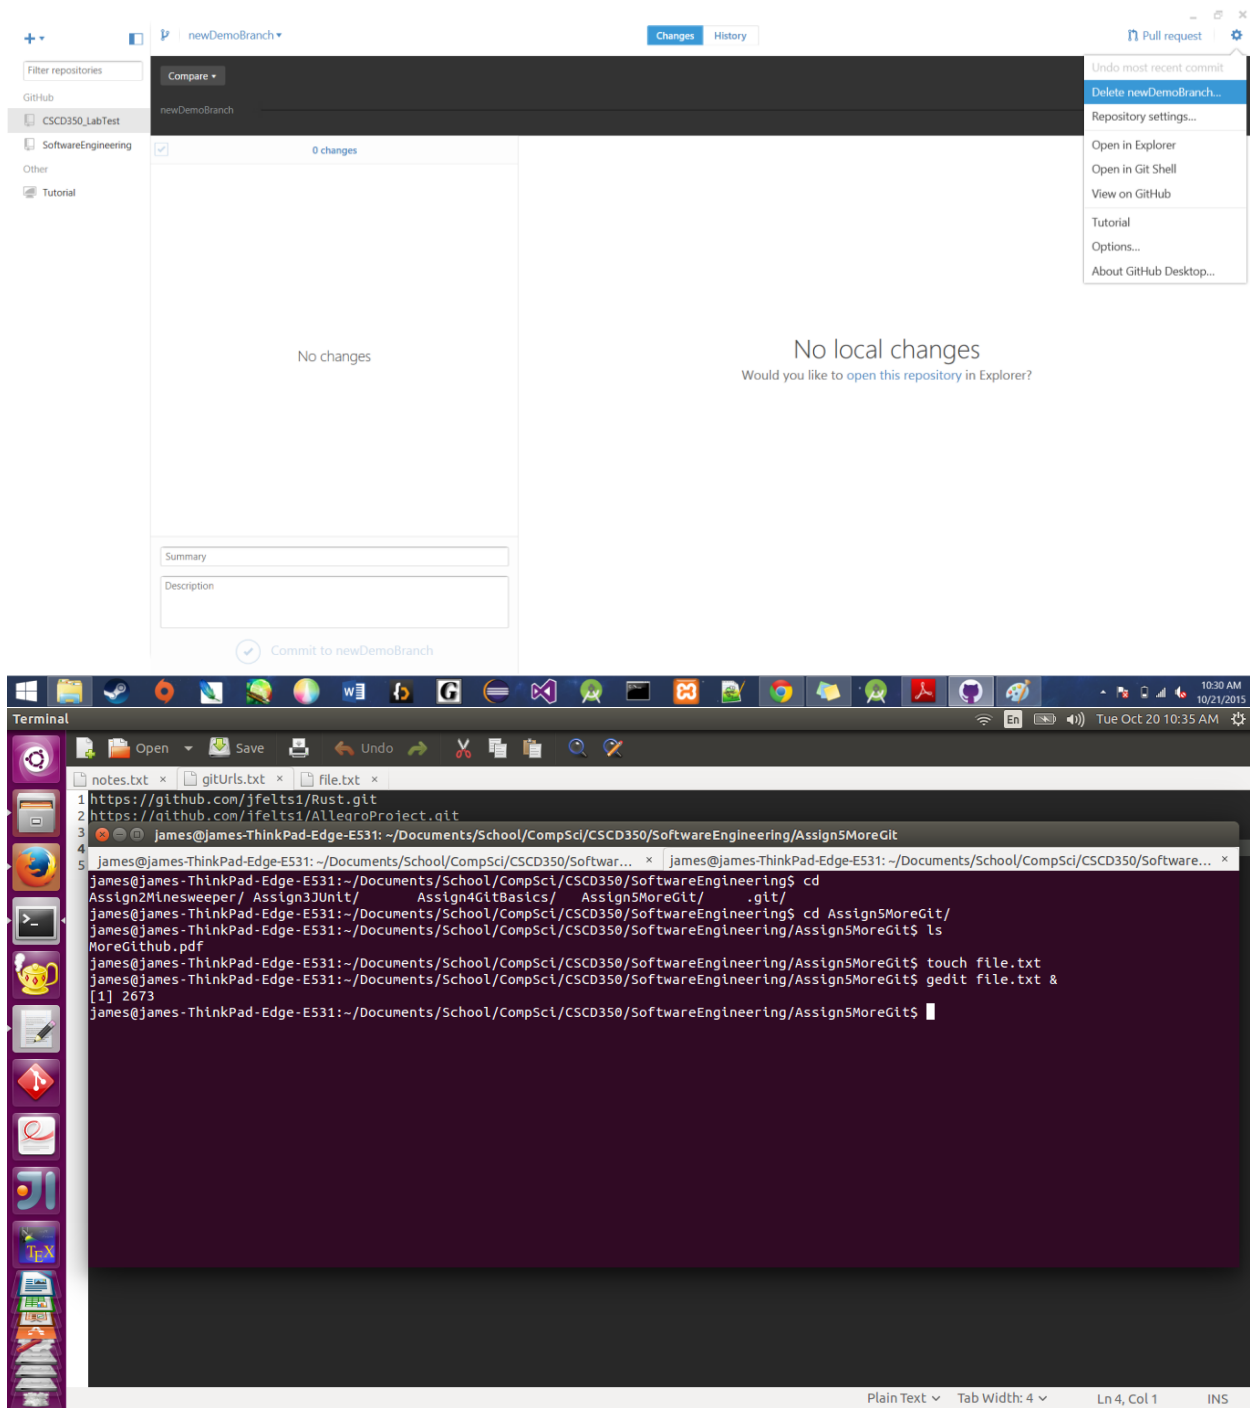 newDemoBranch
Changes
History
Pull request
Filter repositories
GitHub
CSCD350_LabTest
SoftwareEngineering
Other
Tutorial
Compare
newDemoBranch
0 changes
No changes
Summary
Description
Commit to newDemoBranch
No local changes
Would you like to open this repository in Explorer?
Undo most recent commit
Delete newDemoBranch...
Repository settings...
Open in Explorer
Open in Git Shell
View on GitHub
Tutorial
Options...
About GitHub Desktop...
10:30 AM
10/21/2015
Terminal
En
Tue Oct 20 10:35 AM
Open
Save
Undo
notes.txt × gitUrls.txt × file.txt ×
1 https://github.com/jfelts1/Rust.git
2 https://github.com/jfelts1/AllegroProject.git
3
4
5
james@james-ThinkPad-Edge-E531: ~/Documents/School/CompSci/CSCD350/SoftwareEngineering/Assign5MoreGit
james@james-ThinkPad-Edge-E531: ~/Documents/School/CompSci/CSCD350/Softwar... ×
james@james-ThinkPad-Edge-E531: ~/Documents/School/CompSci/CSCD350/Software... ×
james@james-ThinkPad-Edge-E531:~/Documents/School/CompSci/CSCD350/SoftwareEngineering$ cd
Assign2Minesweeper/ Assign3JUnit/ Assign4GitBasics/ Assign5MoreGit/ .git/
james@james-ThinkPad-Edge-E531:~/Documents/School/CompSci/CSCD350/SoftwareEngineering$ cd Assign5MoreGit/
james@james-ThinkPad-Edge-E531:~/Documents/School/CompSci/CSCD350/SoftwareEngineering/Assign5MoreGit$ ls
MoreGithub.pdf
james@james-ThinkPad-Edge-E531:~/Documents/School/CompSci/CSCD350/SoftwareEngineering/Assign5MoreGit$ touch file.txt
james@james-ThinkPad-Edge-E531:~/Documents/School/CompSci/CSCD350/SoftwareEngineering/Assign5MoreGit$ gedit file.txt &
[1] 2673
james@james-ThinkPad-Edge-E531:~/Documents/School/CompSci/CSCD350/SoftwareEngineering/Assign5MoreGit$
TEX
Plain Text
Tab Width: 4
Ln 4, Col 1
INS